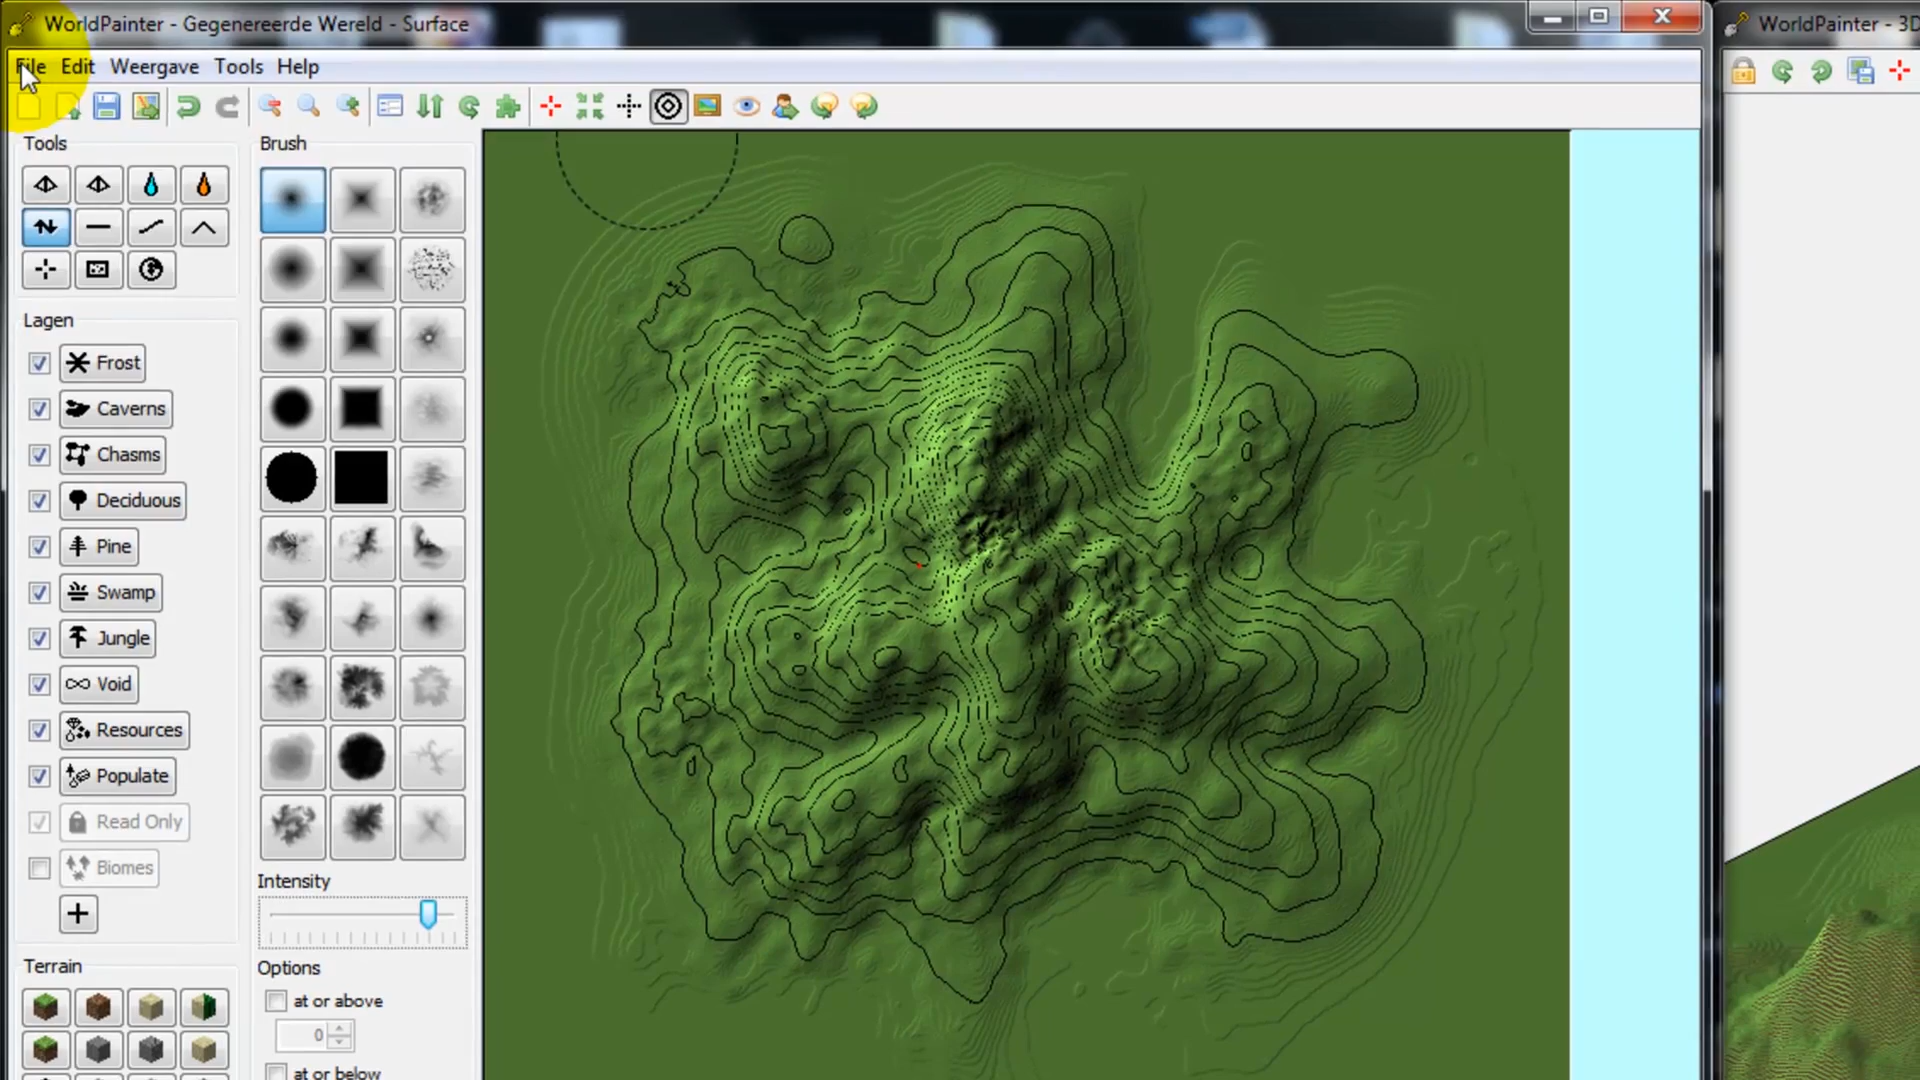 WorldPainter - Gegenereerde Wereld - Surface
WorldPainter - 3D
File Edit Weergave Tools Help
Tools
Brush
Lagen
Frost
Caverns
Chasms
Deciduous
Pine
Swamp
Jungle
Void
Resources
Populate
Read Only
Biomes
Intensity
Terrain
Options
at or above
0
at or below